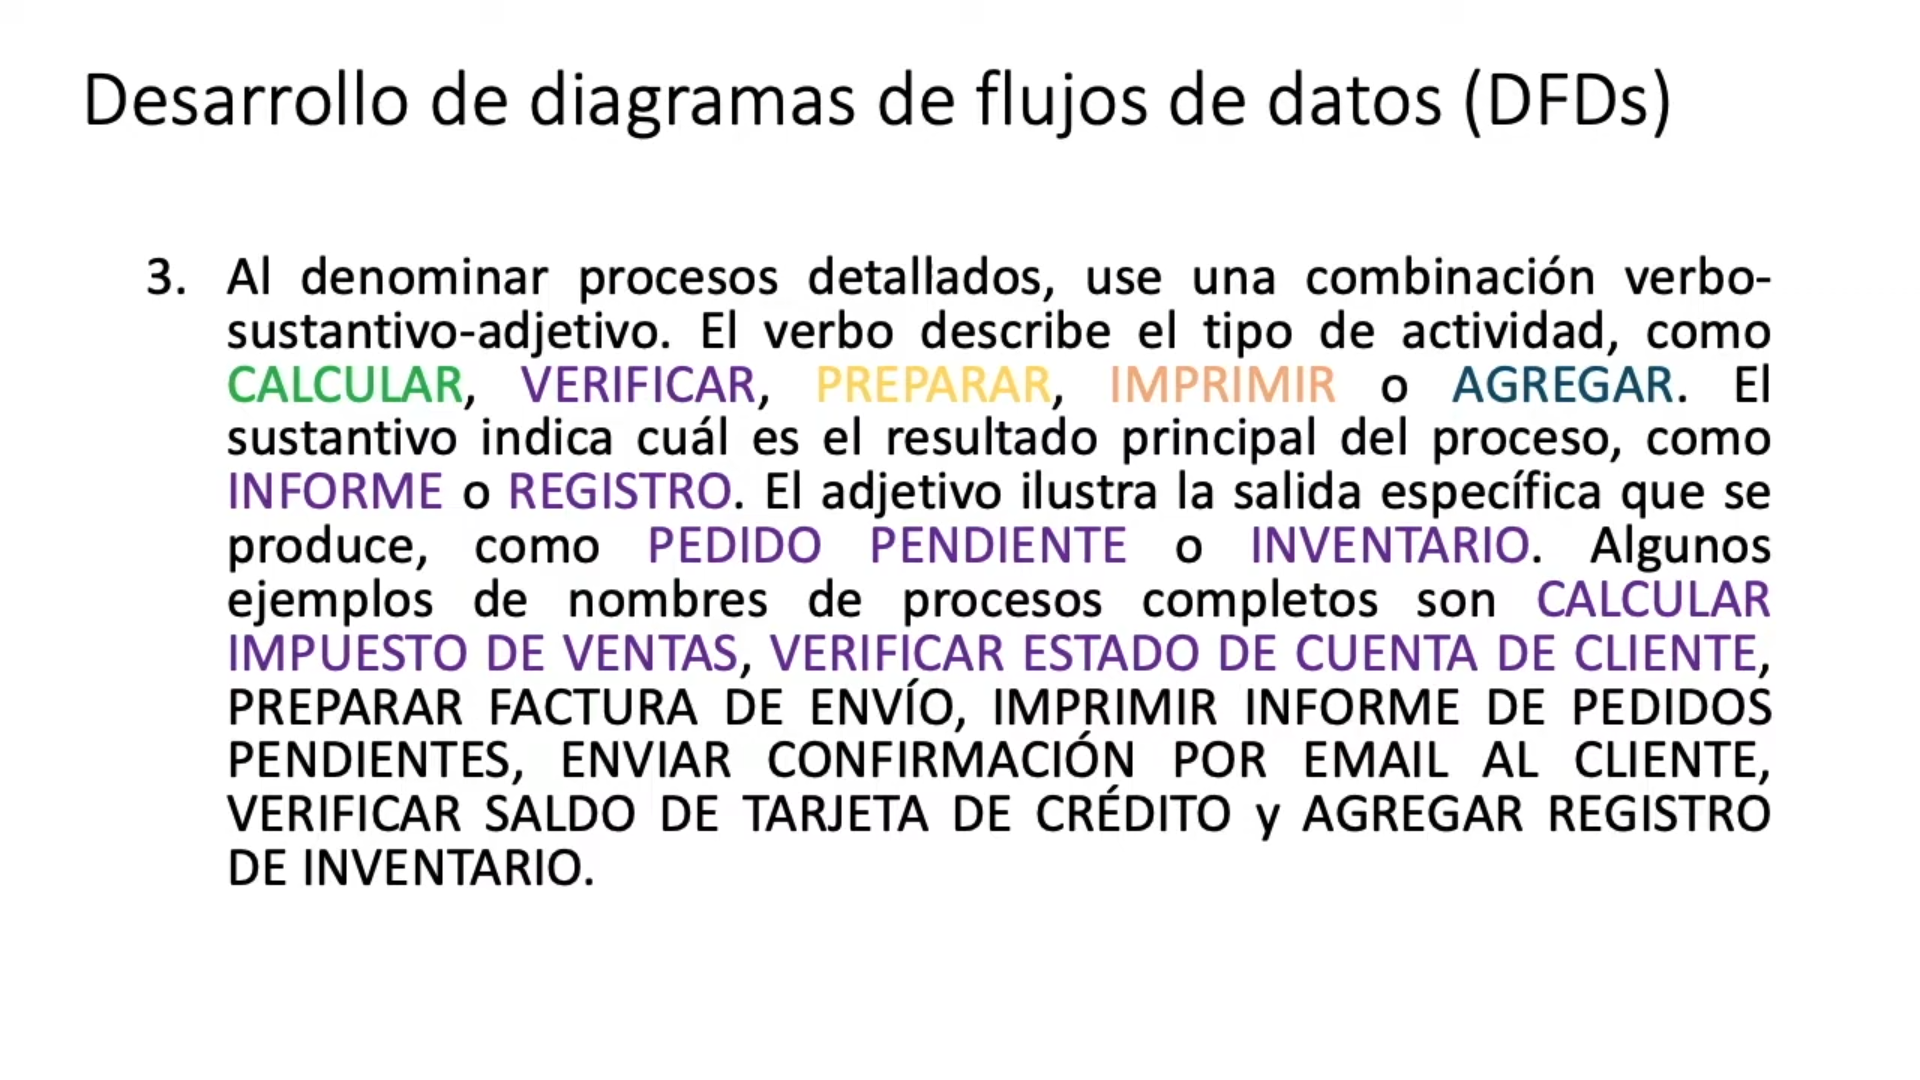 Desarrollo de diagramas de flujos de datos (DFDs)
3. Al denominar procesos detallados, use una combinación verbo-
sustantivo-adjetivo. El verbo describe el tipo de actividad, como
CALCULAR, VERIFICAR, PREPARAR, IMPRIMIR o AGREGAR. El
sustantivo indica cuál es el resultado principal del proceso, como
INFORME o REGISTRO. El adjetivo ilustra la salida específica que se
produce, como PEDIDO PENDIENTE o INVENTARIO. Algunos
ejemplos de nombres de procesos completos son CALCULAR
IMPUESTO DE VENTAS, VERIFICAR ESTADO DE CUENTA DE CLIENTE,
PREPARAR FACTURA DE ENVÍO, IMPRIMIR INFORME DE PEDIDOS
PENDIENTES, ENVIAR CONFIRMACIÓN POR EMAIL AL CLIENTE,
VERIFICAR SALDO DE TARJETA DE CRÉDITO y AGREGAR REGISTRO
DE INVENTARIO.